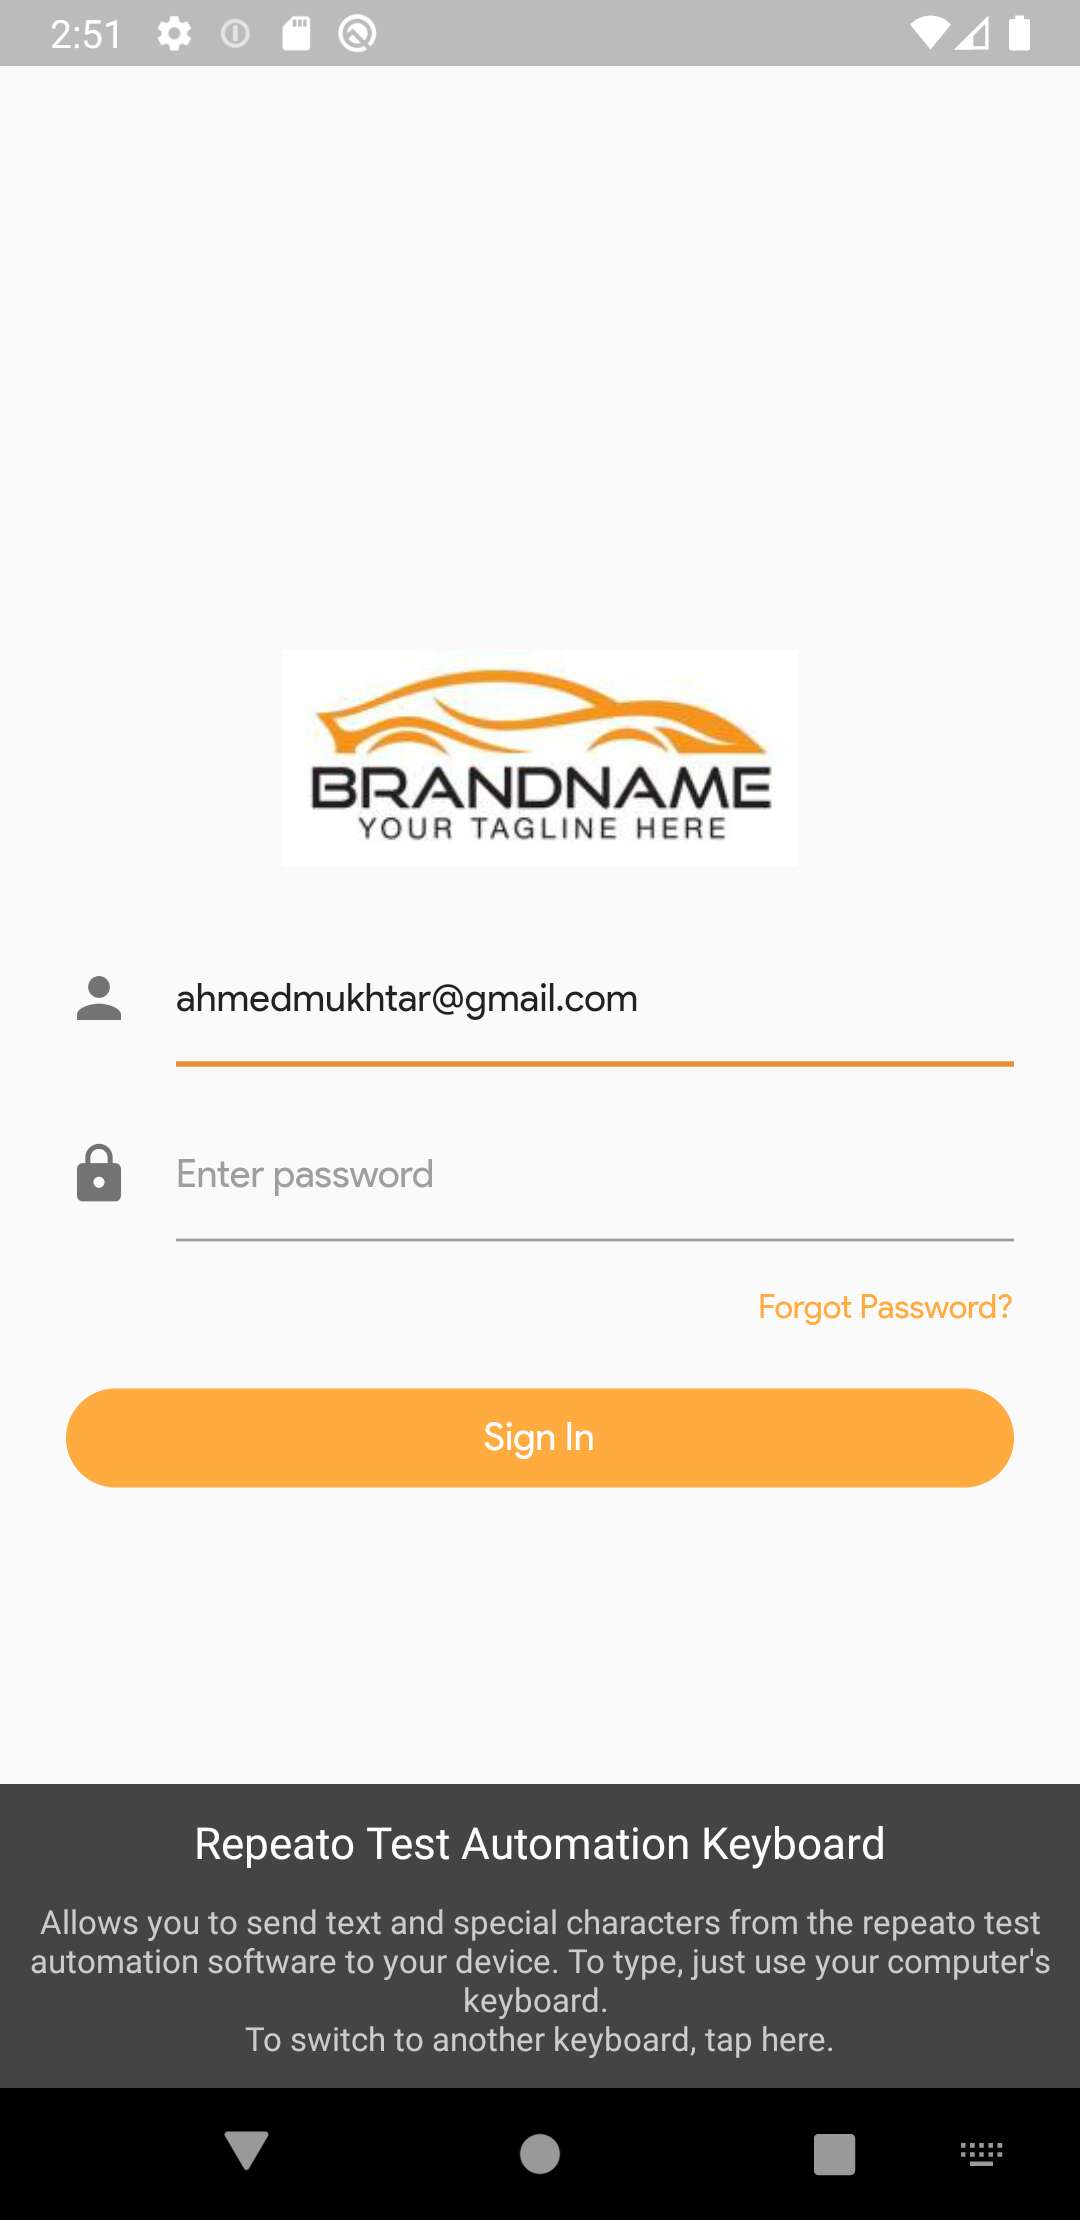 2:51
BRANDNAME
YOUR TAGLINE HERE
ahmedmukhtar@gmail.com
Enter password
Forgot Password?
Sign In
Repeato Test Automation Keyboard
Allows you to send text and special characters from the repeato test
automation software to your device. To type, just use your computer's
keyboard.
To switch to another keyboard, tap here.